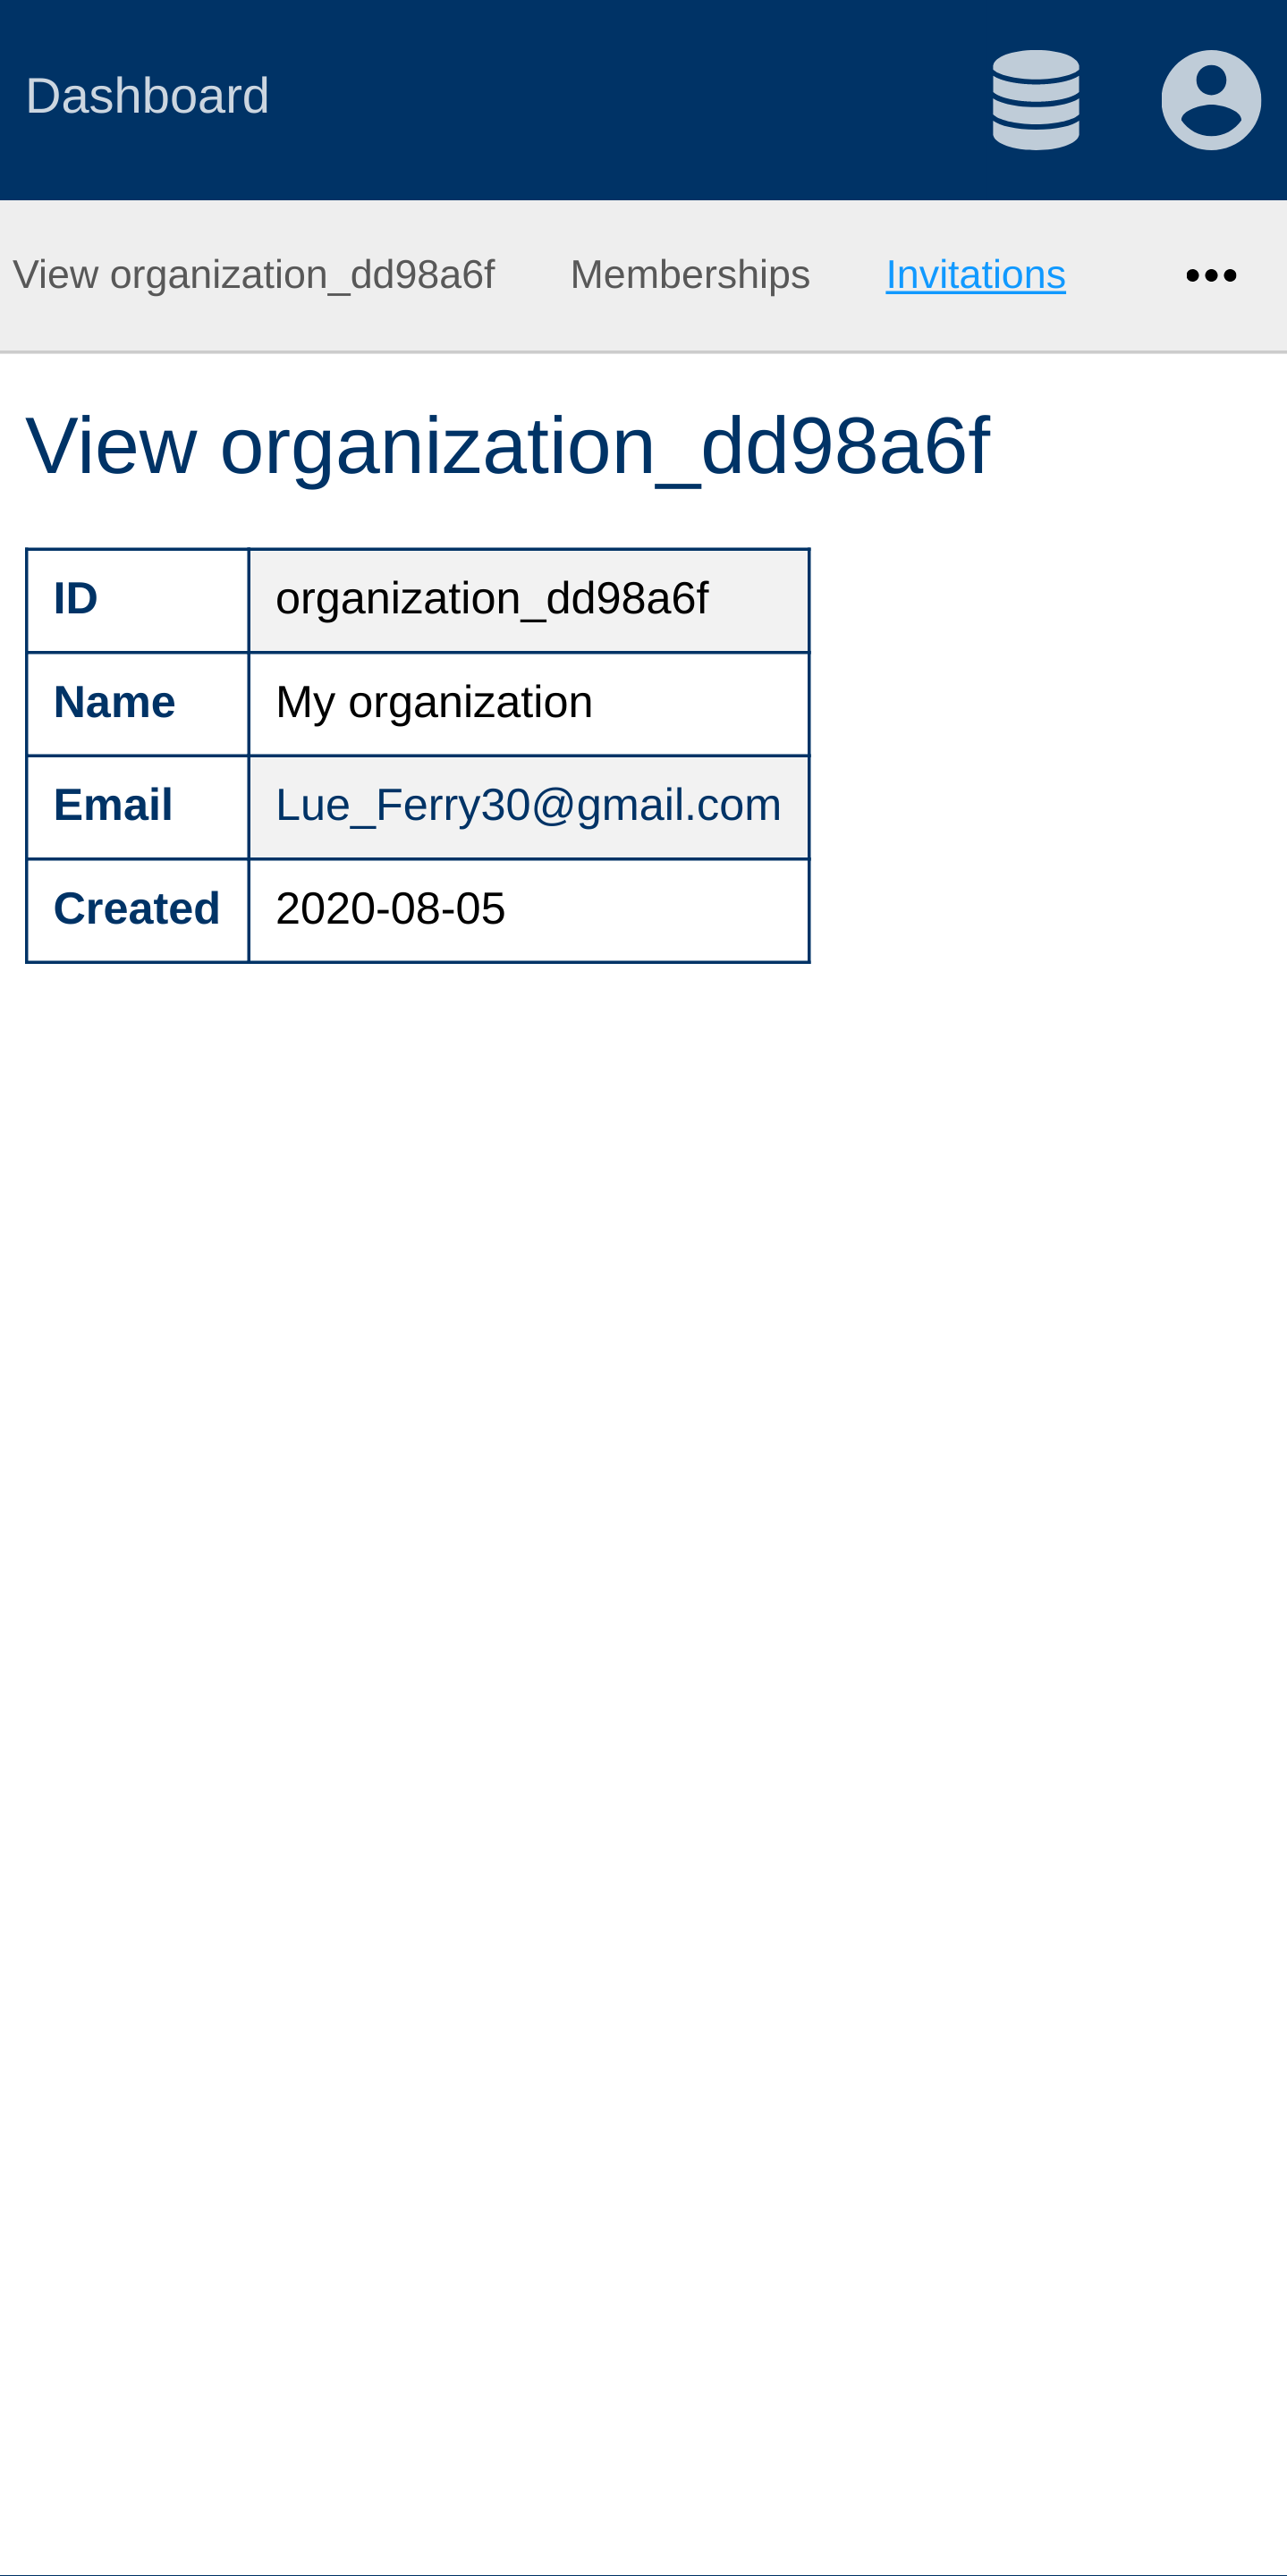 Dashboard
View organization_dd98a6f Memberships Invitations
View organization_dd98a6f
ID organization_dd98a6f
Name My organization
Email Lue_Ferry30@gmail.com
Created 2020-08-05